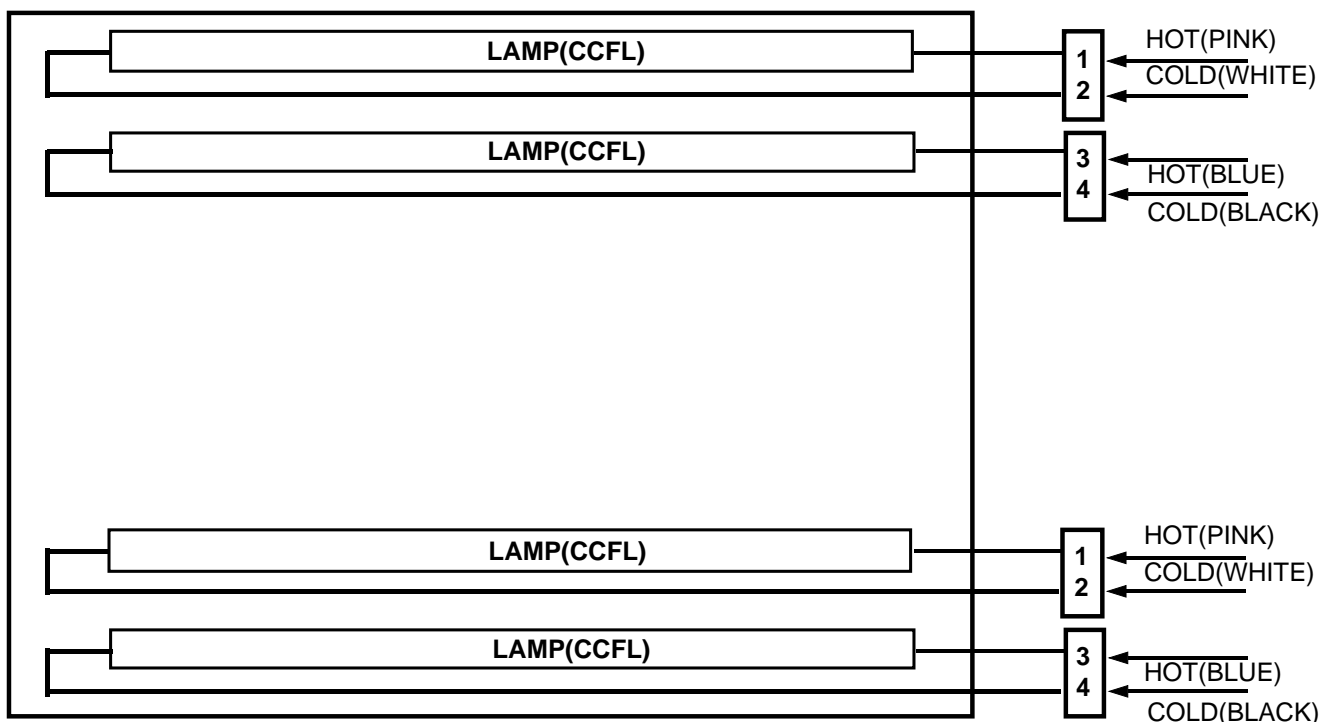 LAMP(CCFL)
HOT(PINK)
1
COLD(WHITE)
2
LAMP(CCFL)
3
HOT(BLUE)
4
COLD(BLACK)
LAMP(CCFL)
HOT(PINK)
1
COLD(WHITE)
2
LAMP(CCFL)
3
HOT(BLUE)
4
COLD(BLACK)